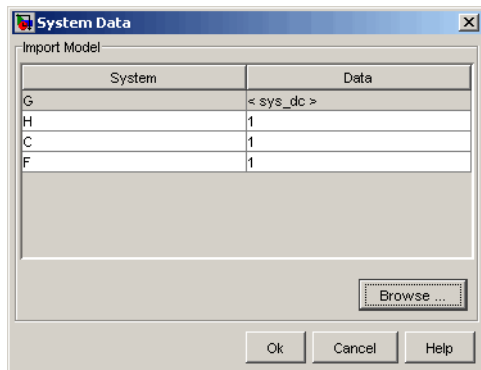 System Data
Import Model
System Data
G < sys_dc >
H 1
C 1
F 1
Browse ...
Ok Cancel Help